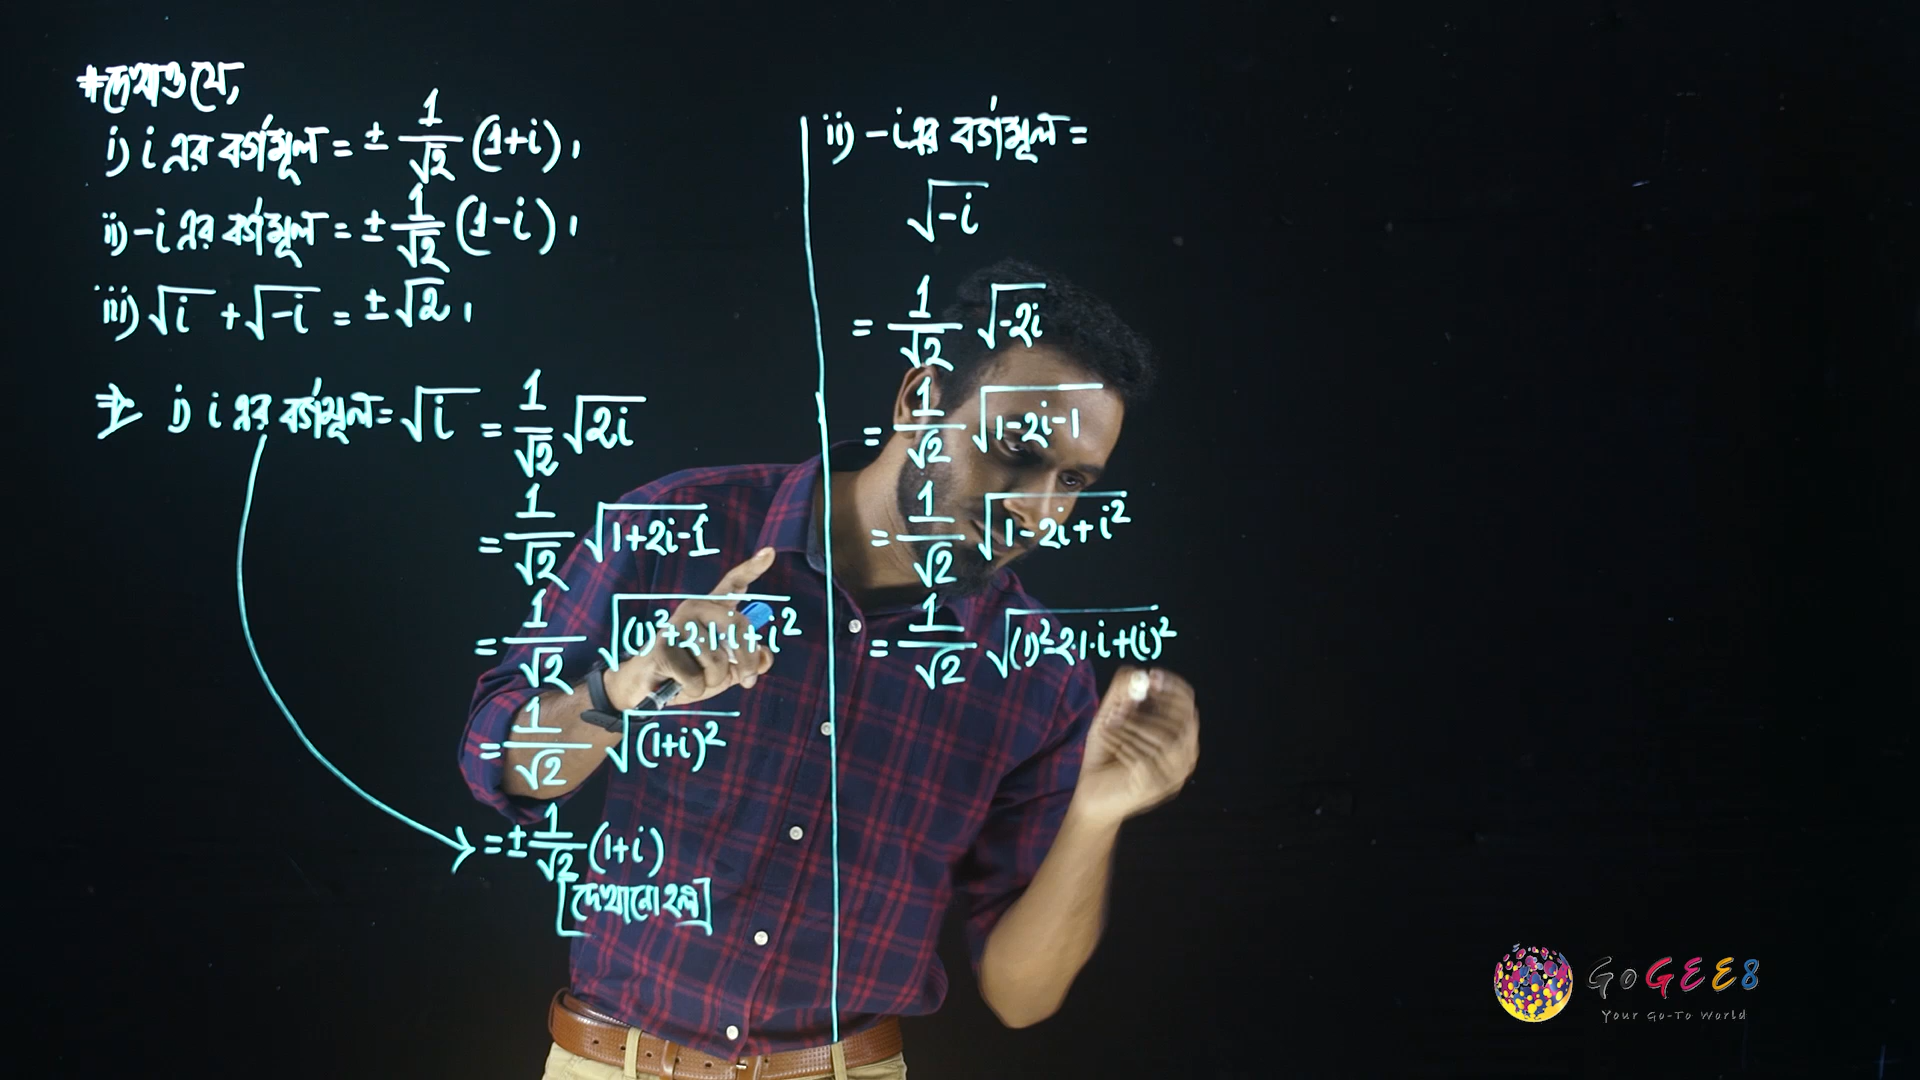 *দেখাও যে,
i) i এর বর্গমূল = ± 1/√2 (1+i) ।
ii) -i এর বর্গমূল = ± 1/√2 (1-i) ।
iii) √i + √-i = ± √2 ।
⇒ i) i এর বর্গমূল = √i = 1/√2 √2i
= 1/√2 √1+2i-1
= 1/√2 √(1)²+2·1·i+i²
= 1/√2 √(1+i)²
= ± 1/√2 (1+i)
[দেখানো হল]
ii) -i এর বর্গমূল =
√-i
= 1/√2 √-2i
= 1/√2 √1-2i-1
= 1/√2 √1-2i+i²
= 1/√2 √(1)²-2·1·i+(i)²
GOGEE8
Your Go-To World